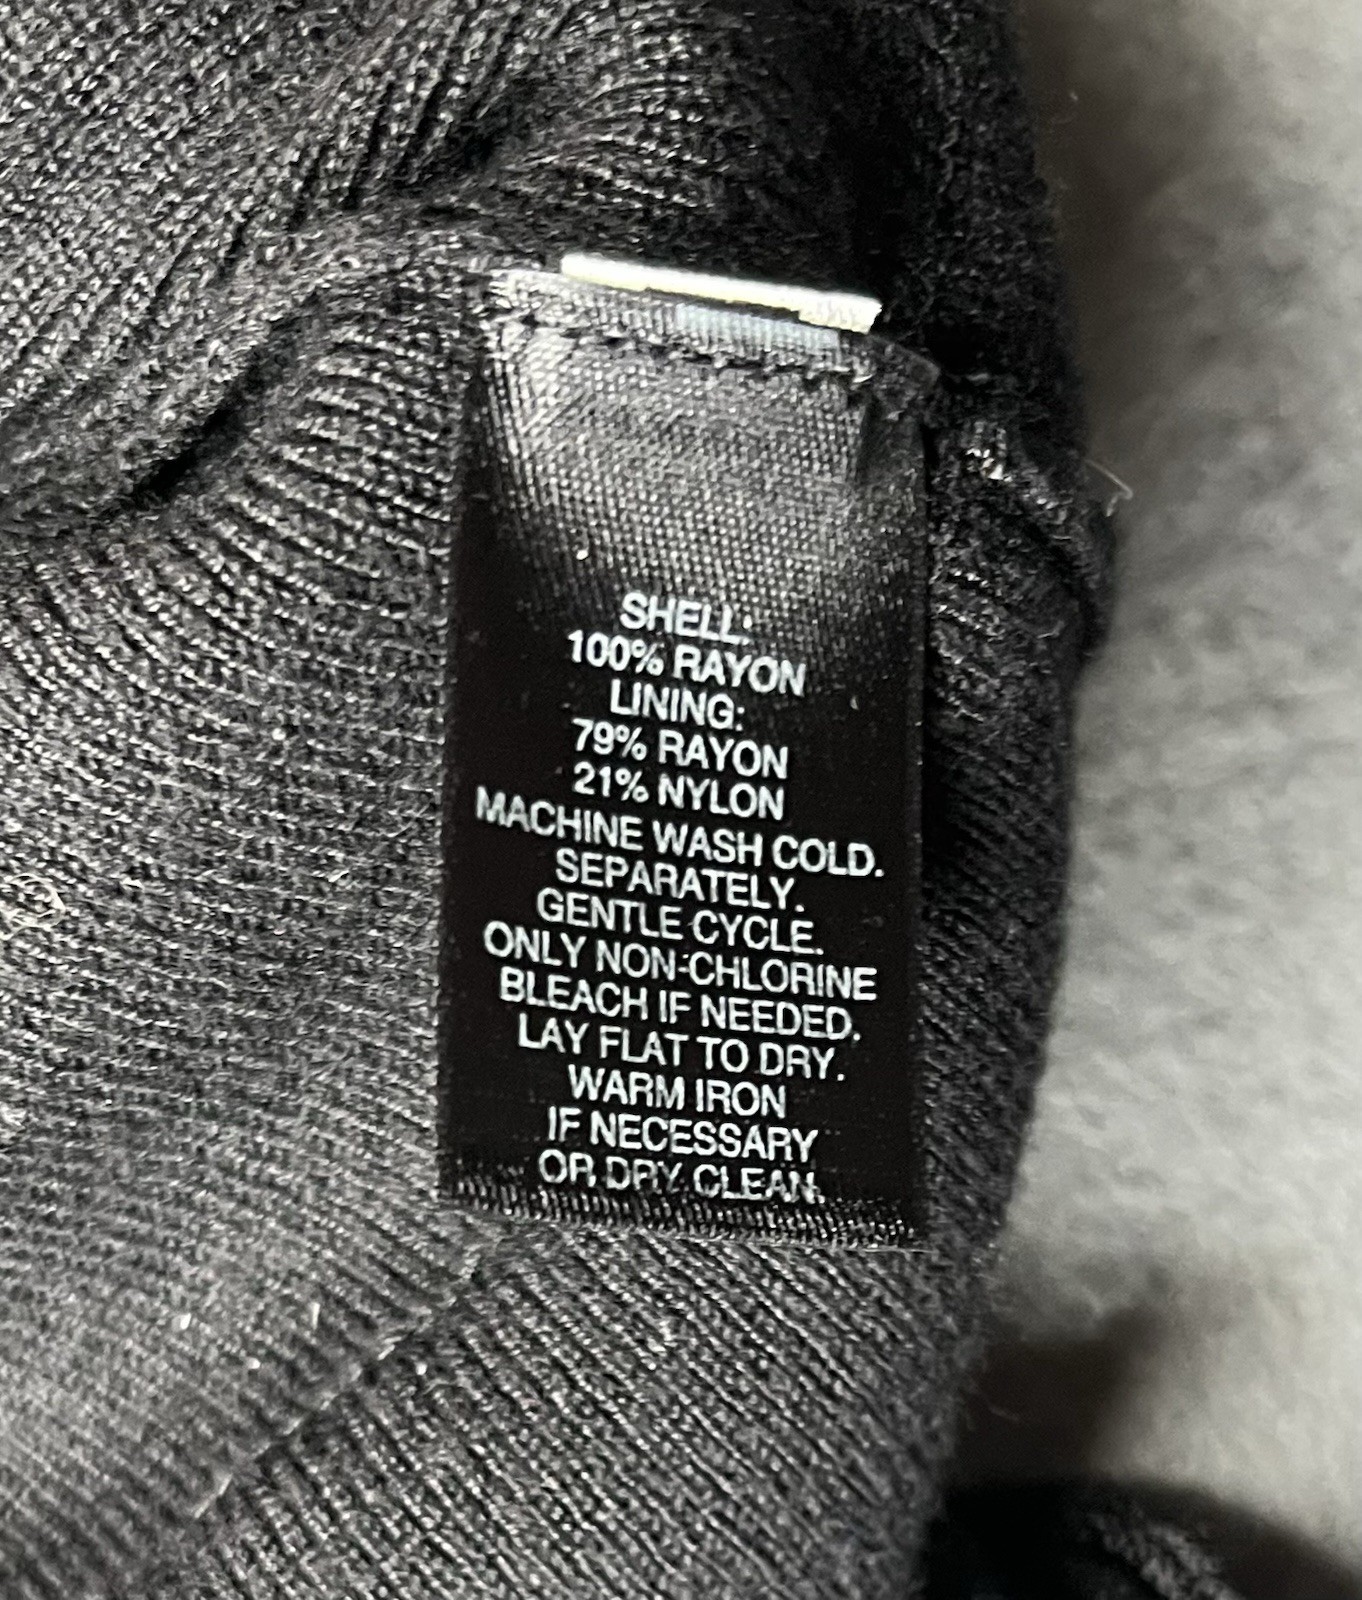 SHELL:
100% RAYON
LINING:
79% RAYON
21% NYLON
MACHINE WASH COLD.
SEPARATELY.
GENTLE CYCLE.
ONLY NON-CHLORINE
BLEACH IF NEEDED.
LAY FLAT TO DRY.
WARM IRON
IF NECESSARY
OR DRY CLEAN.